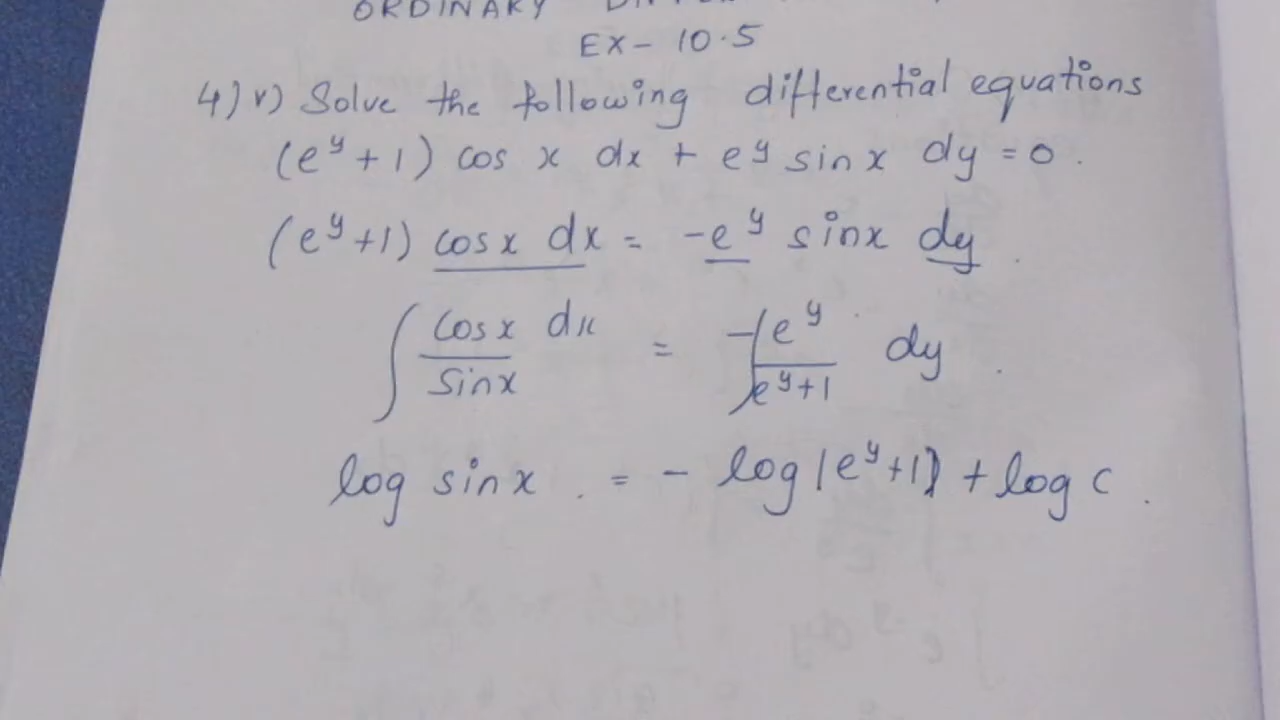 ORDINARY
EX- 10.5
4) v) Solve the following differential equations
(e^y + 1) cos x dx + e^y sin x dy = 0.
(e^y + 1) cos x dx = -e^y sin x dy.
∫ cos x dx / sin x = -∫ e^y / e^y + 1 dy.
log sin x. = - log |e^y + 1| + log c.